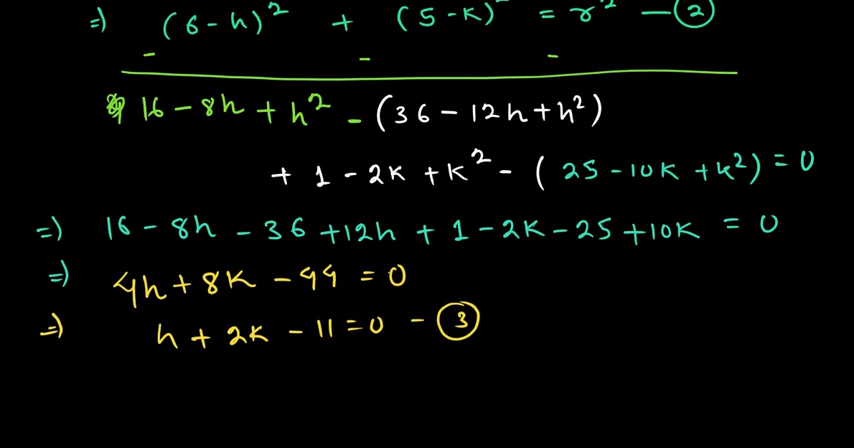 =) (6-h)² + (5-k)² = r² — ②
- - -
16 - 8h + h² - (36 - 12h + h²)
+ 1 - 2k + k² - (25 - 10k + k²) = 0
=) 16 - 8h - 36 + 12h + 1 - 2k - 25 + 10k = 0
=) 4h + 8k - 44 = 0
=) h + 2k - 11 = 0 - ③